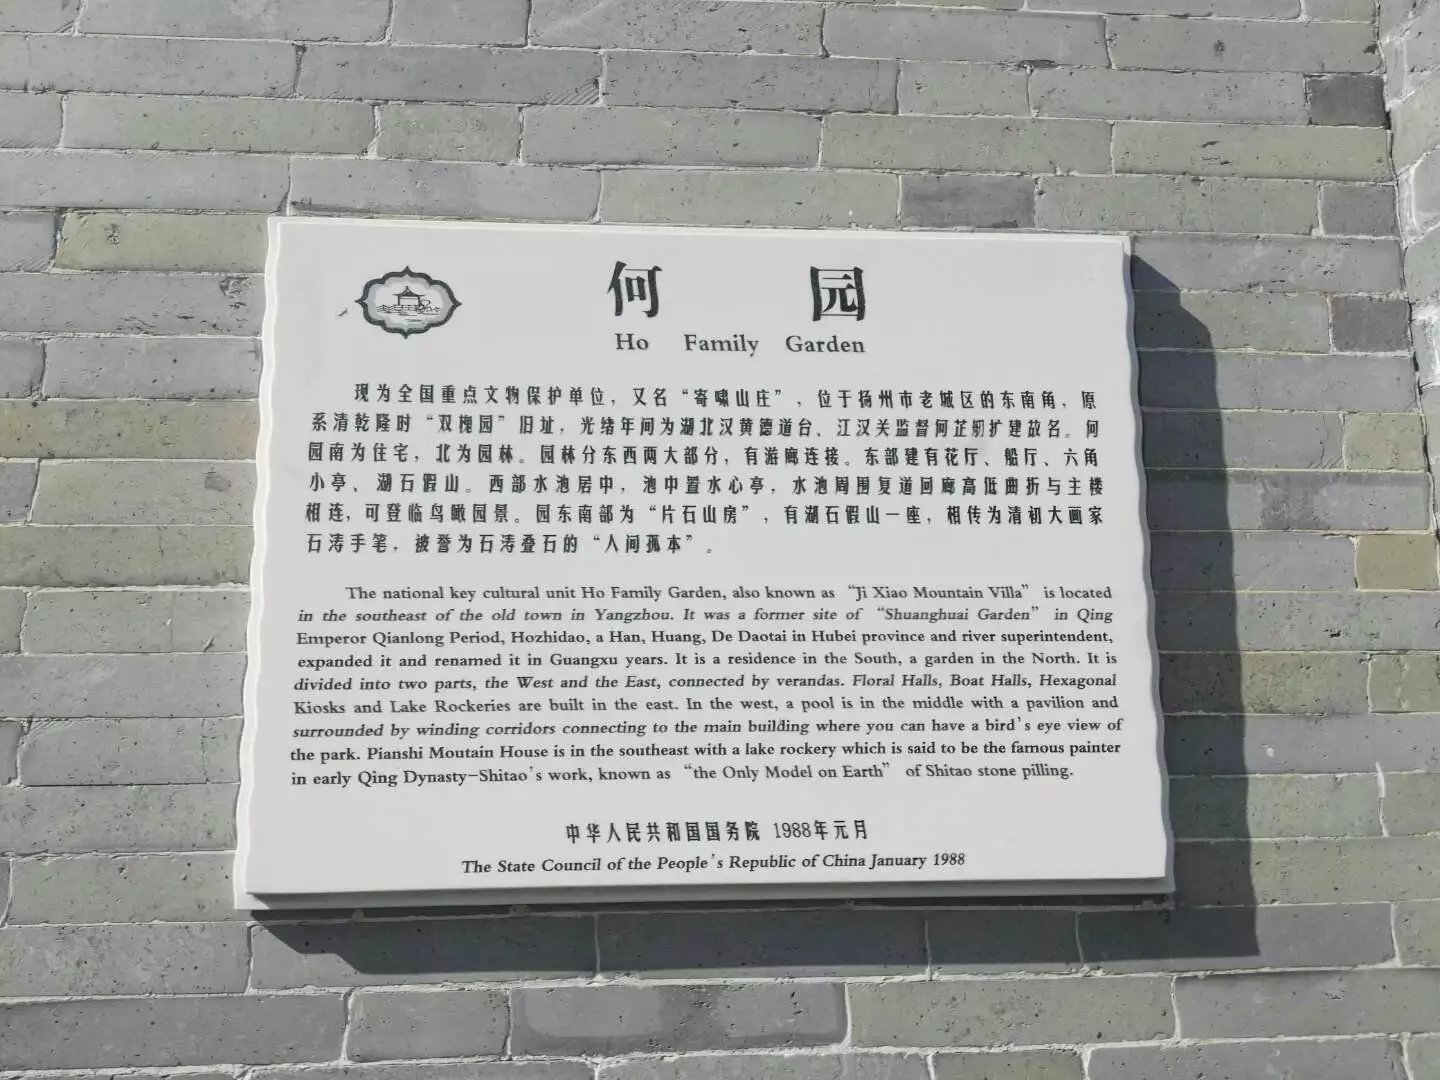 何 园
Ho Family Garden
现为全国重点文物保护单位，又名“寄啸山庄”，位于扬州市老城区的东南角，原
系清乾隆时“双槐园”旧址，光绪年间为湖北汉黄德道台、江汉关监督何芷舠扩建故名。何
园南为住宅，北为园林。园林分东西两大部分，有游廊连接。东部建有花厅、船厅、六角
小亭、湖石假山。西部水池居中，池中置水心亭，水池周围复道回廊高低曲折与主楼
相连，可登临鸟瞰园景。园东南部为“片石山房”，有湖石假山一座，相传为清初大画家
石涛手笔，被誉为石涛叠石的“人间孤本”。
The national key cultural unit Ho Family Garden, also known as “Ji Xiao Mountain Villa” is located
in the southeast of the old town in Yangzhou. It was a former site of “Shuanghuai Garden” in Qing
Emperor Qianlong Period, Hozhidao, a Han, Huang, De Daotai in Hubei province and river superintendent,
expanded it and renamed it in Guangxu years. It is a residence in the South, a garden in the North. It is
divided into two parts, the West and the East, connected by verandas. Floral Halls, Boat Halls, Hexagonal
Kiosks and Lake Rockeries are built in the east. In the west, a pool is in the middle with a pavilion and
surrounded by winding corridors connecting to the main building where you can have a bird's eye view of
the park. Pianshi Moutain House is in the southeast with a lake rockery which is said to be the famous painter
in early Qing Dynasty-Shitao's work, known as “the Only Model on Earth” of Shitao stone pilling.
中华人民共和国国务院 1988年元月
The State Council of the People's Republic of China January 1988